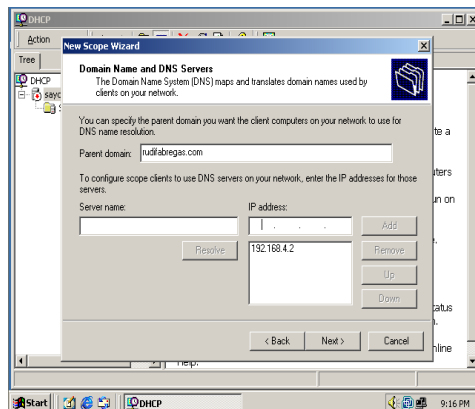 DHCP
Action
New Scope Wizard
Tree
Domain Name and DNS Servers
The Domain Name System (DNS) maps and translates domain names used by
clients on your network.
DHCP
sayc
S
You can specify the parent domain you want the client computers on your network to use for
DNS name resolution.
te a
Parent domain:
rudifabregas.com
To configure scope clients to use DNS servers on your network, enter the IP addresses for those
servers.
uters
Server name:
IP address:
un on
. . .
Add
Resolve
192.168.4.2
Remove
Up
Down
atus
< Back
Next >
Cancel
nline
Help.
Start
DHCP
9:16 PM